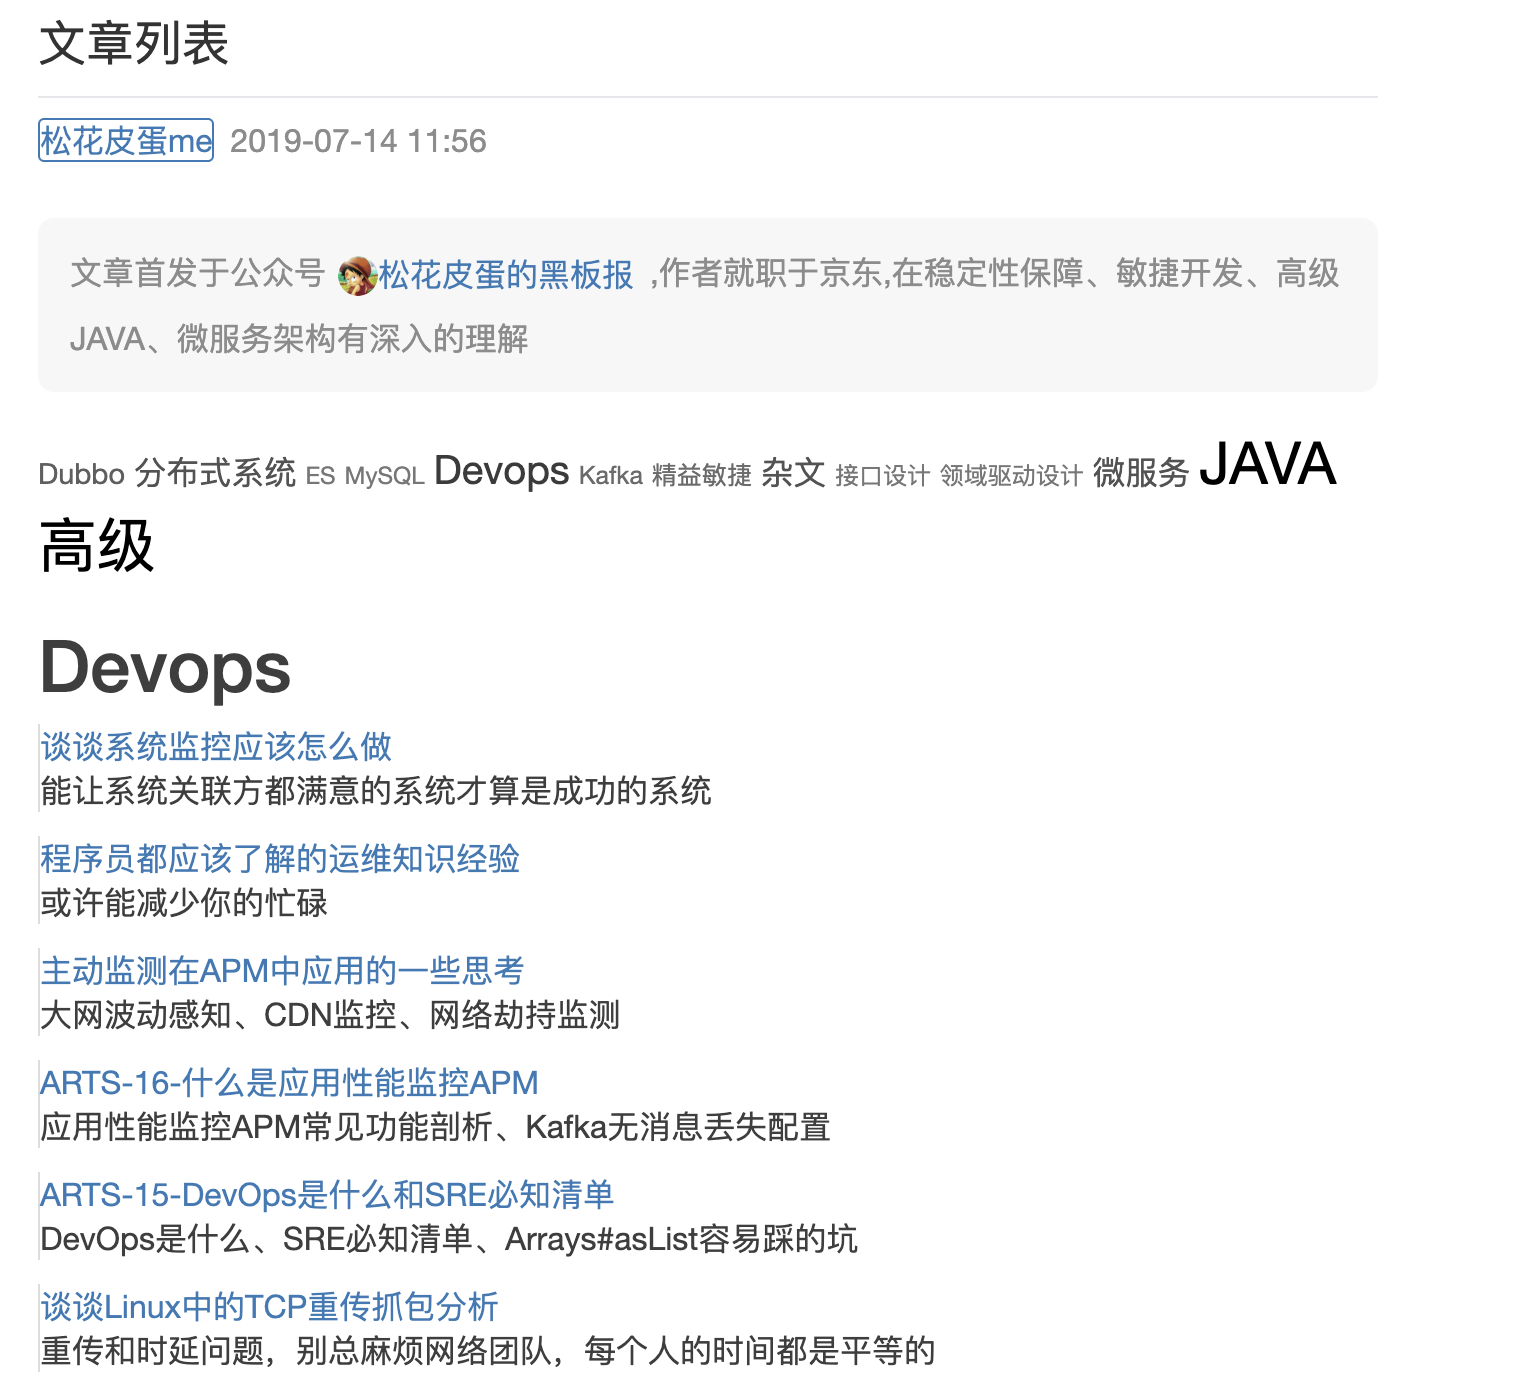 文章列表
松花皮蛋me 2019-07-14 11:56
文章首发于公众号 松花皮蛋的黑板报 ,作者就职于京东,在稳定性保障、敏捷开发、高级
JAVA、微服务架构有深入的理解
Dubbo 分布式系统 ES MySQL Devops Kafka 精益敏捷 杂文 接口设计 领域驱动设计 微服务 JAVA
高级
Devops
谈谈系统监控应该怎么做
能让系统关联方都满意的系统才算是成功的系统
程序员都应该了解的运维知识经验
或许能减少你的忙碌
主动监测在APM中应用的一些思考
大网波动感知、CDN监控、网络劫持监测
ARTS-16-什么是应用性能监控APM
应用性能监控APM常见功能剖析、Kafka无消息丢失配置
ARTS-15-DevOps是什么和SRE必知清单
DevOps是什么、SRE必知清单、Arrays#asList容易踩的坑
谈谈Linux中的TCP重传抓包分析
重传和时延问题，别总麻烦网络团队，每个人的时间都是平等的